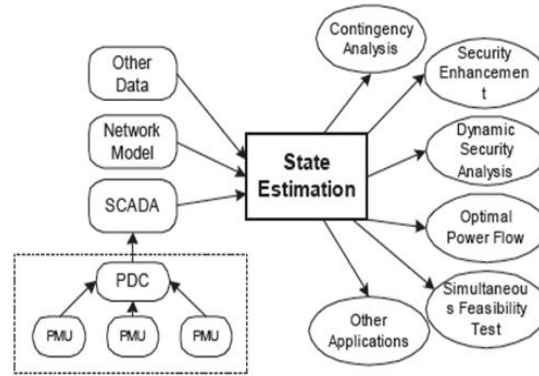 Contingency
Analysis
Other
Data
Security
Enhancemen
t
Network
Model
State
Estimation
Dynamic
Security
Analysis
SCADA
Optimal
Power Flow
PDC
Simultaneou
s Feasibility
Test
Other
Applications
PMU
PMU
PMU